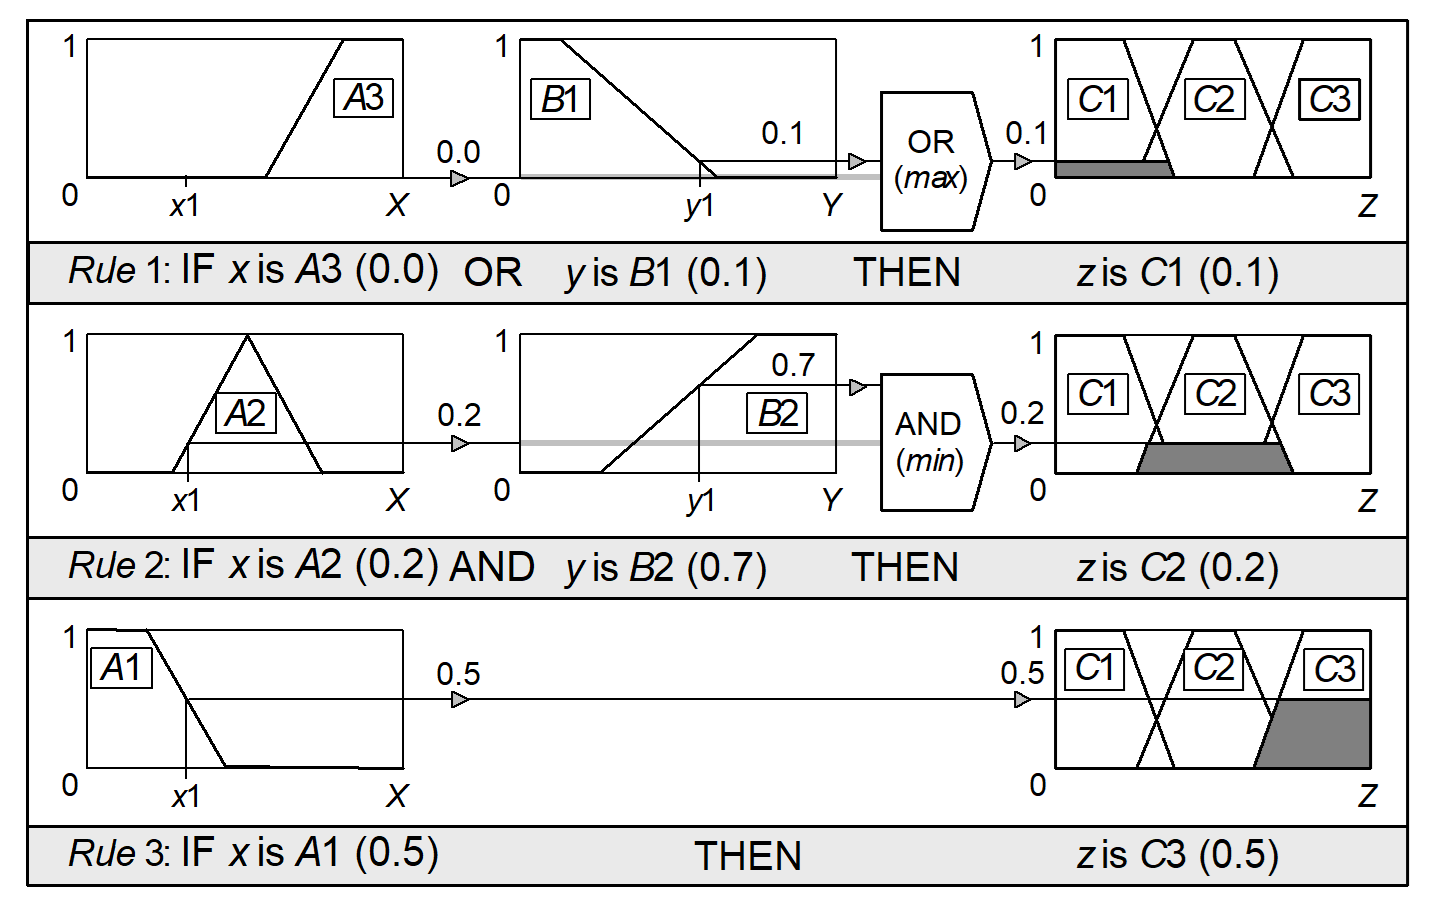 1 A3 0.0 1 B1 0.1 OR (max) 0.1 1 C1 C2 C3
0 x1 X 0 y1 Y 0 Z
Rule 1: IF x is A3 (0.0) OR y is B1 (0.1) THEN z is C1 (0.1)
1 A2 0.2 1 0.7 B2 AND (min) 0.2 1 C1 C2 C3
0 x1 X 0 y1 Y 0 Z
Rule 2: IF x is A2 (0.2) AND y is B2 (0.7) THEN z is C2 (0.2)
1 A1 0.5 1 0.5 C1 C2 C3
0 x1 X 0 Z
Rule 3: IF x is A1 (0.5) THEN z is C3 (0.5)